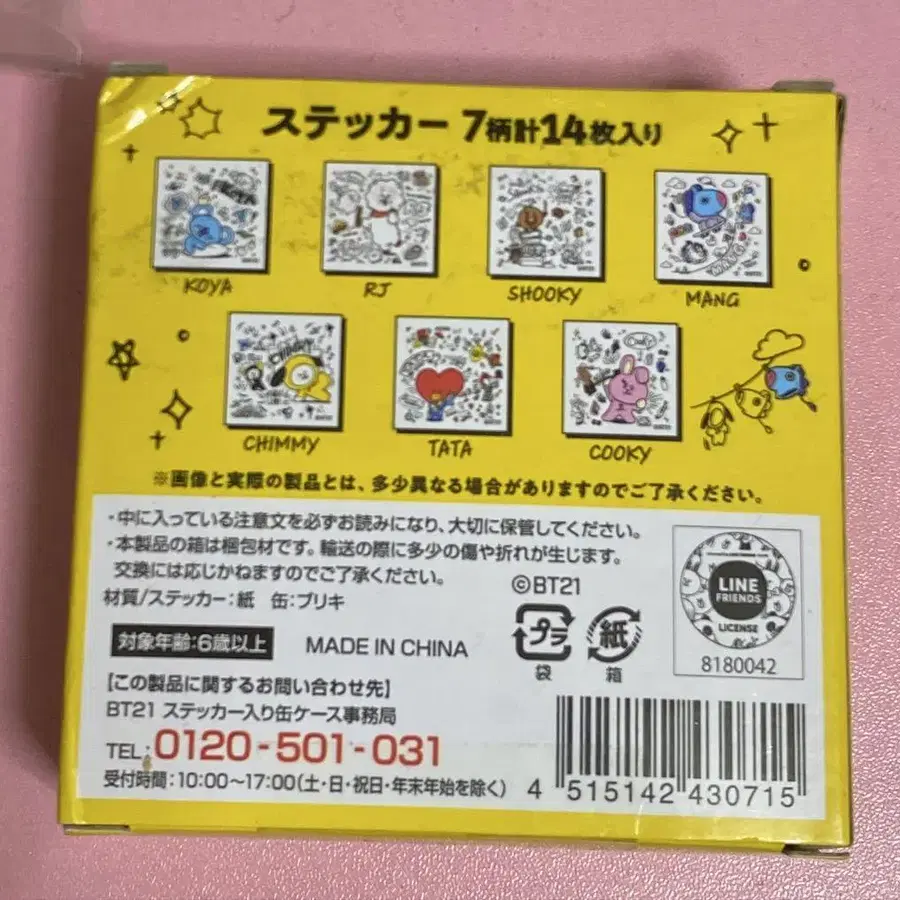 ステッカー 7柄計14枚入り
KOYA
RJ
SHOOKY
MANG
CHIMMY
TATA
COOKY
※画像と実際の製品とは、多少異なる場合がありますのでご了承ください。
・中に入っている注意文を必ずお読みになり、大切に保管してください。
・本製品の箱は梱包材です。輸送の際に多少の傷や折れが生じます。
交換には応じかねますのでご了承ください。
材質/ステッカー:紙 缶:ブリキ
©BT21
対象年齢:6歳以上
MADE IN CHINA
プラ
袋
紙
箱
LINE
FRIENDS
LICENSE
8180042
【この製品に関するお問い合わせ先】
BT21 ステッカー入り缶ケース事務局
TEL:0120-501-031
受付時間:10:00〜17:00(土・日・祝日・年末年始を除く)
4 515142 430715